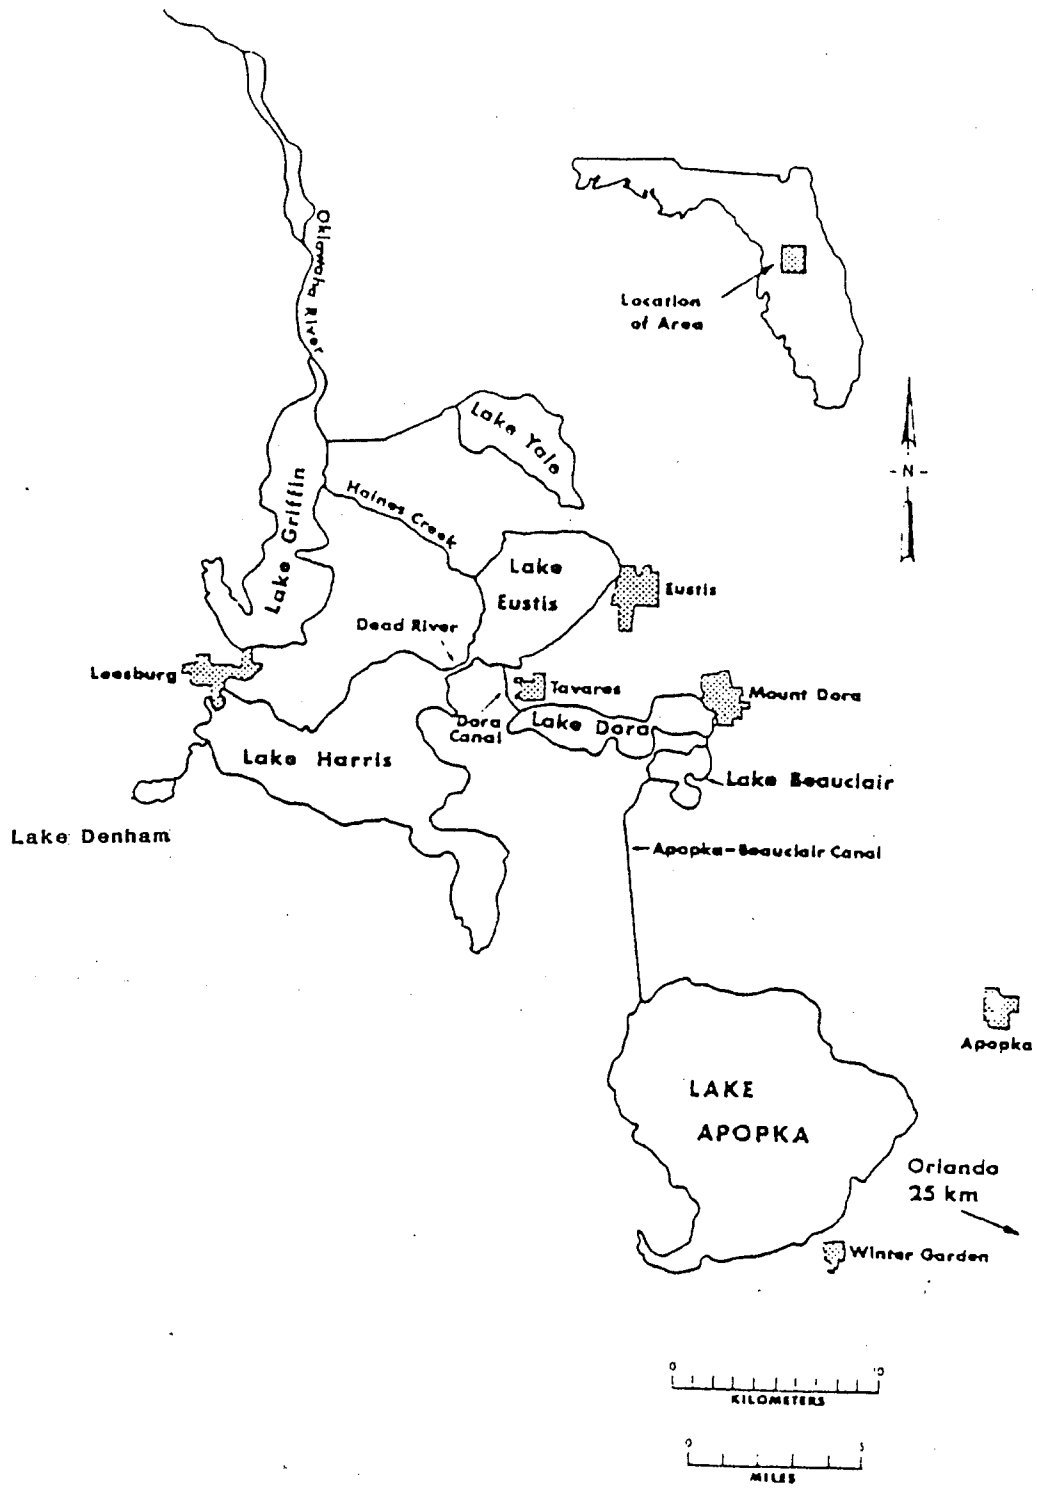 Oklawaha River
Location
of Area
Lake Yale
- N -
Lake Griffin
Haines Creek
Lake
Eustis
Eustis
Dead River
Leesburg
Tavares
Mount Dora
Dora
Canal
Lake Dora
Lake Harris
Lake Beauclair
Lake Denham
Apopka-Beauclair Canal
Apopka
LAKE
APOPKA
Orlando
25 km
Winter Garden
0 10
KILOMETERS
0 5
MILES